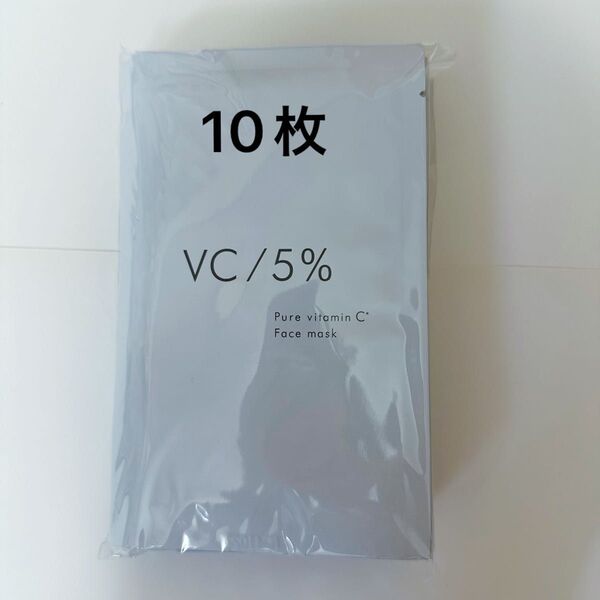 10枚
VC/5%
Pure vitamin C*
Face mask